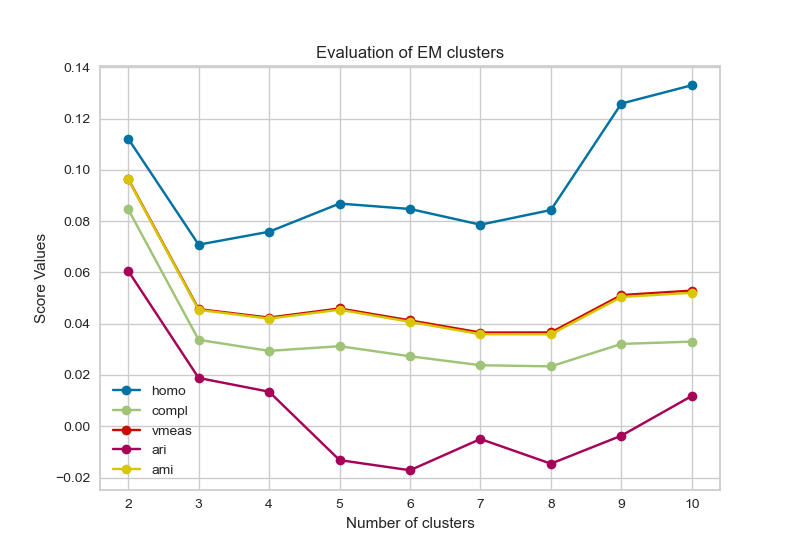 Evaluation of EM clusters
0.14
0.12
0.10
0.08
0.06
0.04
0.02
0.00
−0.02
Score Values
homo
compl
vmeas
ari
ami
2 3 4 5 6 7 8 9 10
Number of clusters